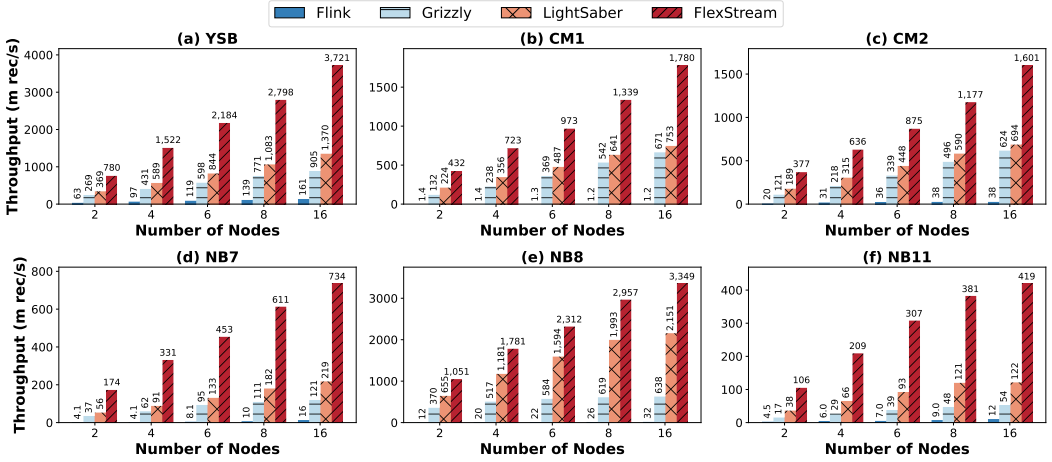 Flink Grizzly LightSaber FlexStream
(a) YSB
Throughput (m rec/s)
4000
3000
2000
1000
0
63 269 369 780
97 431 589 1,522
119 598 844 2,184
139 771 1,083 2,798
161 905 1,370 3,721
2 4 6 8 16
Number of Nodes
(b) CM1
1500
1000
500
0
1.4 132 224 432
1.4 238 356 723
1.3 369 487 973
1.2 542 641 1,339
1.2 671 753 1,780
2 4 6 8 16
Number of Nodes
(c) CM2
1500
1000
500
0
20 121 189 377
31 218 315 636
36 339 448 875
38 496 590 1,177
38 624 694 1,601
2 4 6 8 16
Number of Nodes
(d) NB7
Throughput (m rec/s)
800
600
400
200
0
4.1 37 56 174
4.1 62 91 331
8.1 95 133 453
10 111 182 611
16 121 219 734
2 4 6 8 16
Number of Nodes
(e) NB8
3000
2000
1000
0
12 370 655 1,051
20 517 1,181 1,781
22 584 1,594 2,312
26 619 1,993 2,957
32 638 2,151 3,349
2 4 6 8 16
Number of Nodes
(f) NB11
400
300
200
100
0
4.5 17 38 106
6.0 29 66 209
7.0 39 93 307
9.0 48 121 381
12 54 122 419
2 4 6 8 16
Number of Nodes